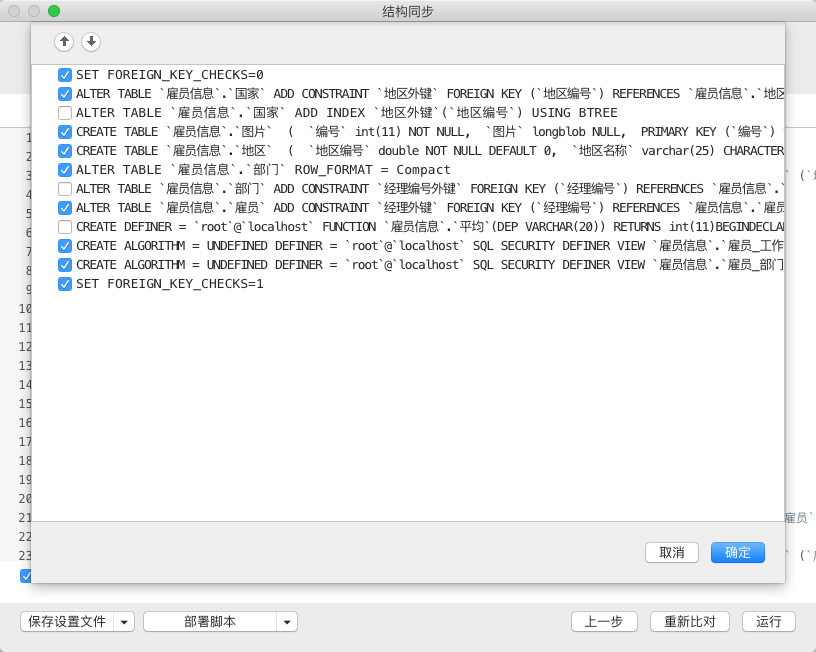 结构同步
SET FOREIGN_KEY_CHECKS=0
ALTER TABLE `雇员信息`.`国家` ADD CONSTRAINT `地区外键` FOREIGN KEY (`地区编号`) REFERENCES `雇员信息`.`地区
ALTER TABLE `雇员信息`.`国家` ADD INDEX `地区外键`(`地区编号`) USING BTREE
CREATE TABLE `雇员信息`.`图片`  (  `编号` int(11) NOT NULL,  `图片` longblob NULL,  PRIMARY KEY (`编号`)
CREATE TABLE `雇员信息`.`地区`  (  `地区编号` double NOT NULL DEFAULT 0,  `地区名称` varchar(25) CHARACTER
ALTER TABLE `雇员信息`.`部门` ROW_FORMAT = Compact
ALTER TABLE `雇员信息`.`部门` ADD CONSTRAINT `经理编号外键` FOREIGN KEY (`经理编号`) REFERENCES `雇员信息`.`
ALTER TABLE `雇员信息`.`雇员` ADD CONSTRAINT `经理外键` FOREIGN KEY (`经理编号`) REFERENCES `雇员信息`.`雇员
CREATE DEFINER = `root`@`localhost` FUNCTION `雇员信息`.`平均`(DEP VARCHAR(20)) RETURNS int(11)BEGINDECLA
CREATE ALGORITHM = UNDEFINED DEFINER = `root`@`localhost` SQL SECURITY DEFINER VIEW `雇员信息`.`雇员_工作
CREATE ALGORITHM = UNDEFINED DEFINER = `root`@`localhost` SQL SECURITY DEFINER VIEW `雇员信息`.`雇员_部门
SET FOREIGN_KEY_CHECKS=1
1
2
3 ` (`
4
5
6
7
8
9
10
11
12
13
14
15
16
17
18
19
20
21 雇员`
22
23 ` (`
取消 确定
保存设置文件 部署脚本 上一步 重新比对 运行